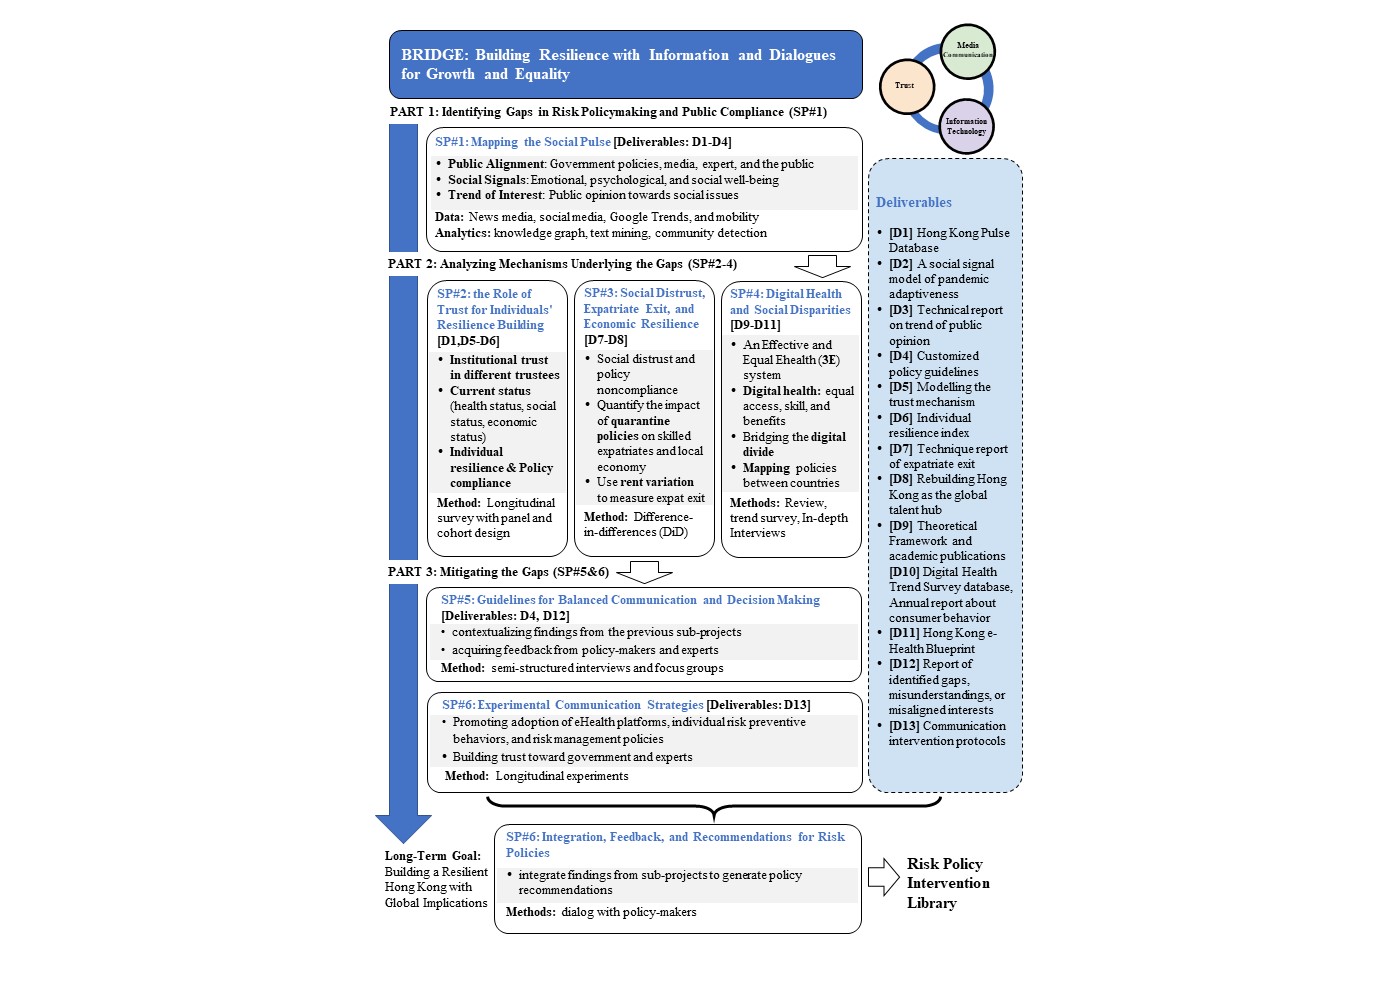 BRIDGE: Building Resilience with Information and Dialogues
for Growth and Equality
Media
Communication
Trust
Information
Technology
PART 1: Identifying Gaps in Risk Policymaking and Public Compliance (SP#1)
SP#1: Mapping the Social Pulse [Deliverables: D1-D4]
• Public Alignment: Government policies, media, expert, and the public
• Social Signals: Emotional, psychological, and social well-being
• Trend of Interest: Public opinion towards social issues
Data: News media, social media, Google Trends, and mobility
Analytics: knowledge graph, text mining, community detection
PART 2: Analyzing Mechanisms Underlying the Gaps (SP#2-4)
SP#2: the Role of
Trust for Individuals'
Resilience Building
[D1,D5-D6]
• Institutional trust
in different trustees
• Current status
(health status, social
status, economic
status)
• Individual
resilience & Policy
compliance
Method: Longitudinal
survey with panel and
cohort design
SP#3: Social Distrust,
Expatriate Exit, and
Economic Resilience
[D7-D8]
• Social distrust and
policy
noncompliance
• Quantify the impact
of quarantine
policies on skilled
expatriates and local
economy
• Use rent variation
to measure expat exit
Method: Difference-
in-differences (DiD)
SP#4: Digital Health
and Social Disparities
[D9-D11]
• An Effective and
Equal Ehealth (3E)
system
• Digital health: equal
access, skill, and
benefits
• Bridging the digital
divide
• Mapping policies
between countries
Methods: Review,
trend survey, In-depth
Interviews
PART 3: Mitigating the Gaps (SP#5&6)
SP#5: Guidelines for Balanced Communication and Decision Making
[Deliverables: D4, D12]
• contextualizing findings from the previous sub-projects
• acquiring feedback from policy-makers and experts
Method: semi-structured interviews and focus groups
SP#6: Experimental Communication Strategies [Deliverables: D13]
• Promoting adoption of eHealth platforms, individual risk preventive
behaviors, and risk management policies
• Building trust toward government and experts
Method: Longitudinal experiments
Deliverables
• [D1] Hong Kong Pulse
Database
• [D2] A social signal
model of pandemic
adaptiveness
• [D3] Technical report
on trend of public
opinion
• [D4] Customized
policy guidelines
• [D5] Modelling the
trust mechanism
• [D6] Individual
resilience index
• [D7] Technique report
of expatriate exit
• [D8] Rebuilding Hong
Kong as the global
talent hub
• [D9] Theoretical
Framework and
academic publications
[D10] Digital Health
Trend Survey database,
Annual report about
consumer behavior
• [D11] Hong Kong e-
Health Blueprint
• [D12] Report of
identified gaps,
misunderstandings, or
misaligned interests
• [D13] Communication
intervention protocols
Long-Term Goal:
Building a Resilient
Hong Kong with
Global Implications
SP#6: Integration, Feedback, and Recommendations for Risk
Policies
• integrate findings from sub-projects to generate policy
recommendations
Methods: dialog with policy-makers
Risk Policy
Intervention
Library